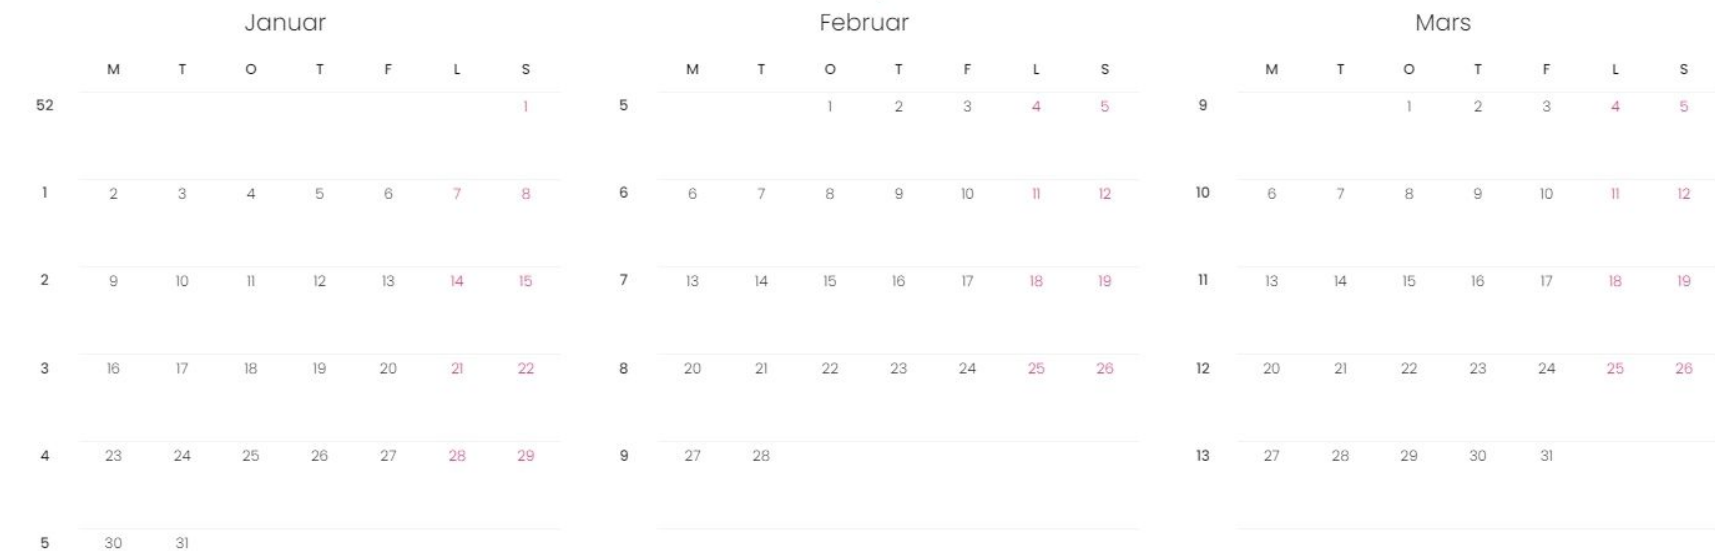 Januar Februar Mars
M T O T F L S M T O T F L S M T O T F L S
52 1 5 1 2 3 4 5 9 1 2 3 4 5
1 2 3 4 5 6 7 8 6 6 7 8 9 10 11 12 10 6 7 8 9 10 11 12
2 9 10 11 12 13 14 15 7 13 14 15 16 17 18 19 11 13 14 15 16 17 18 19
3 16 17 18 19 20 21 22 8 20 21 22 23 24 25 26 12 20 21 22 23 24 25 26
4 23 24 25 26 27 28 29 9 27 28 13 27 28 29 30 31
5 30 31